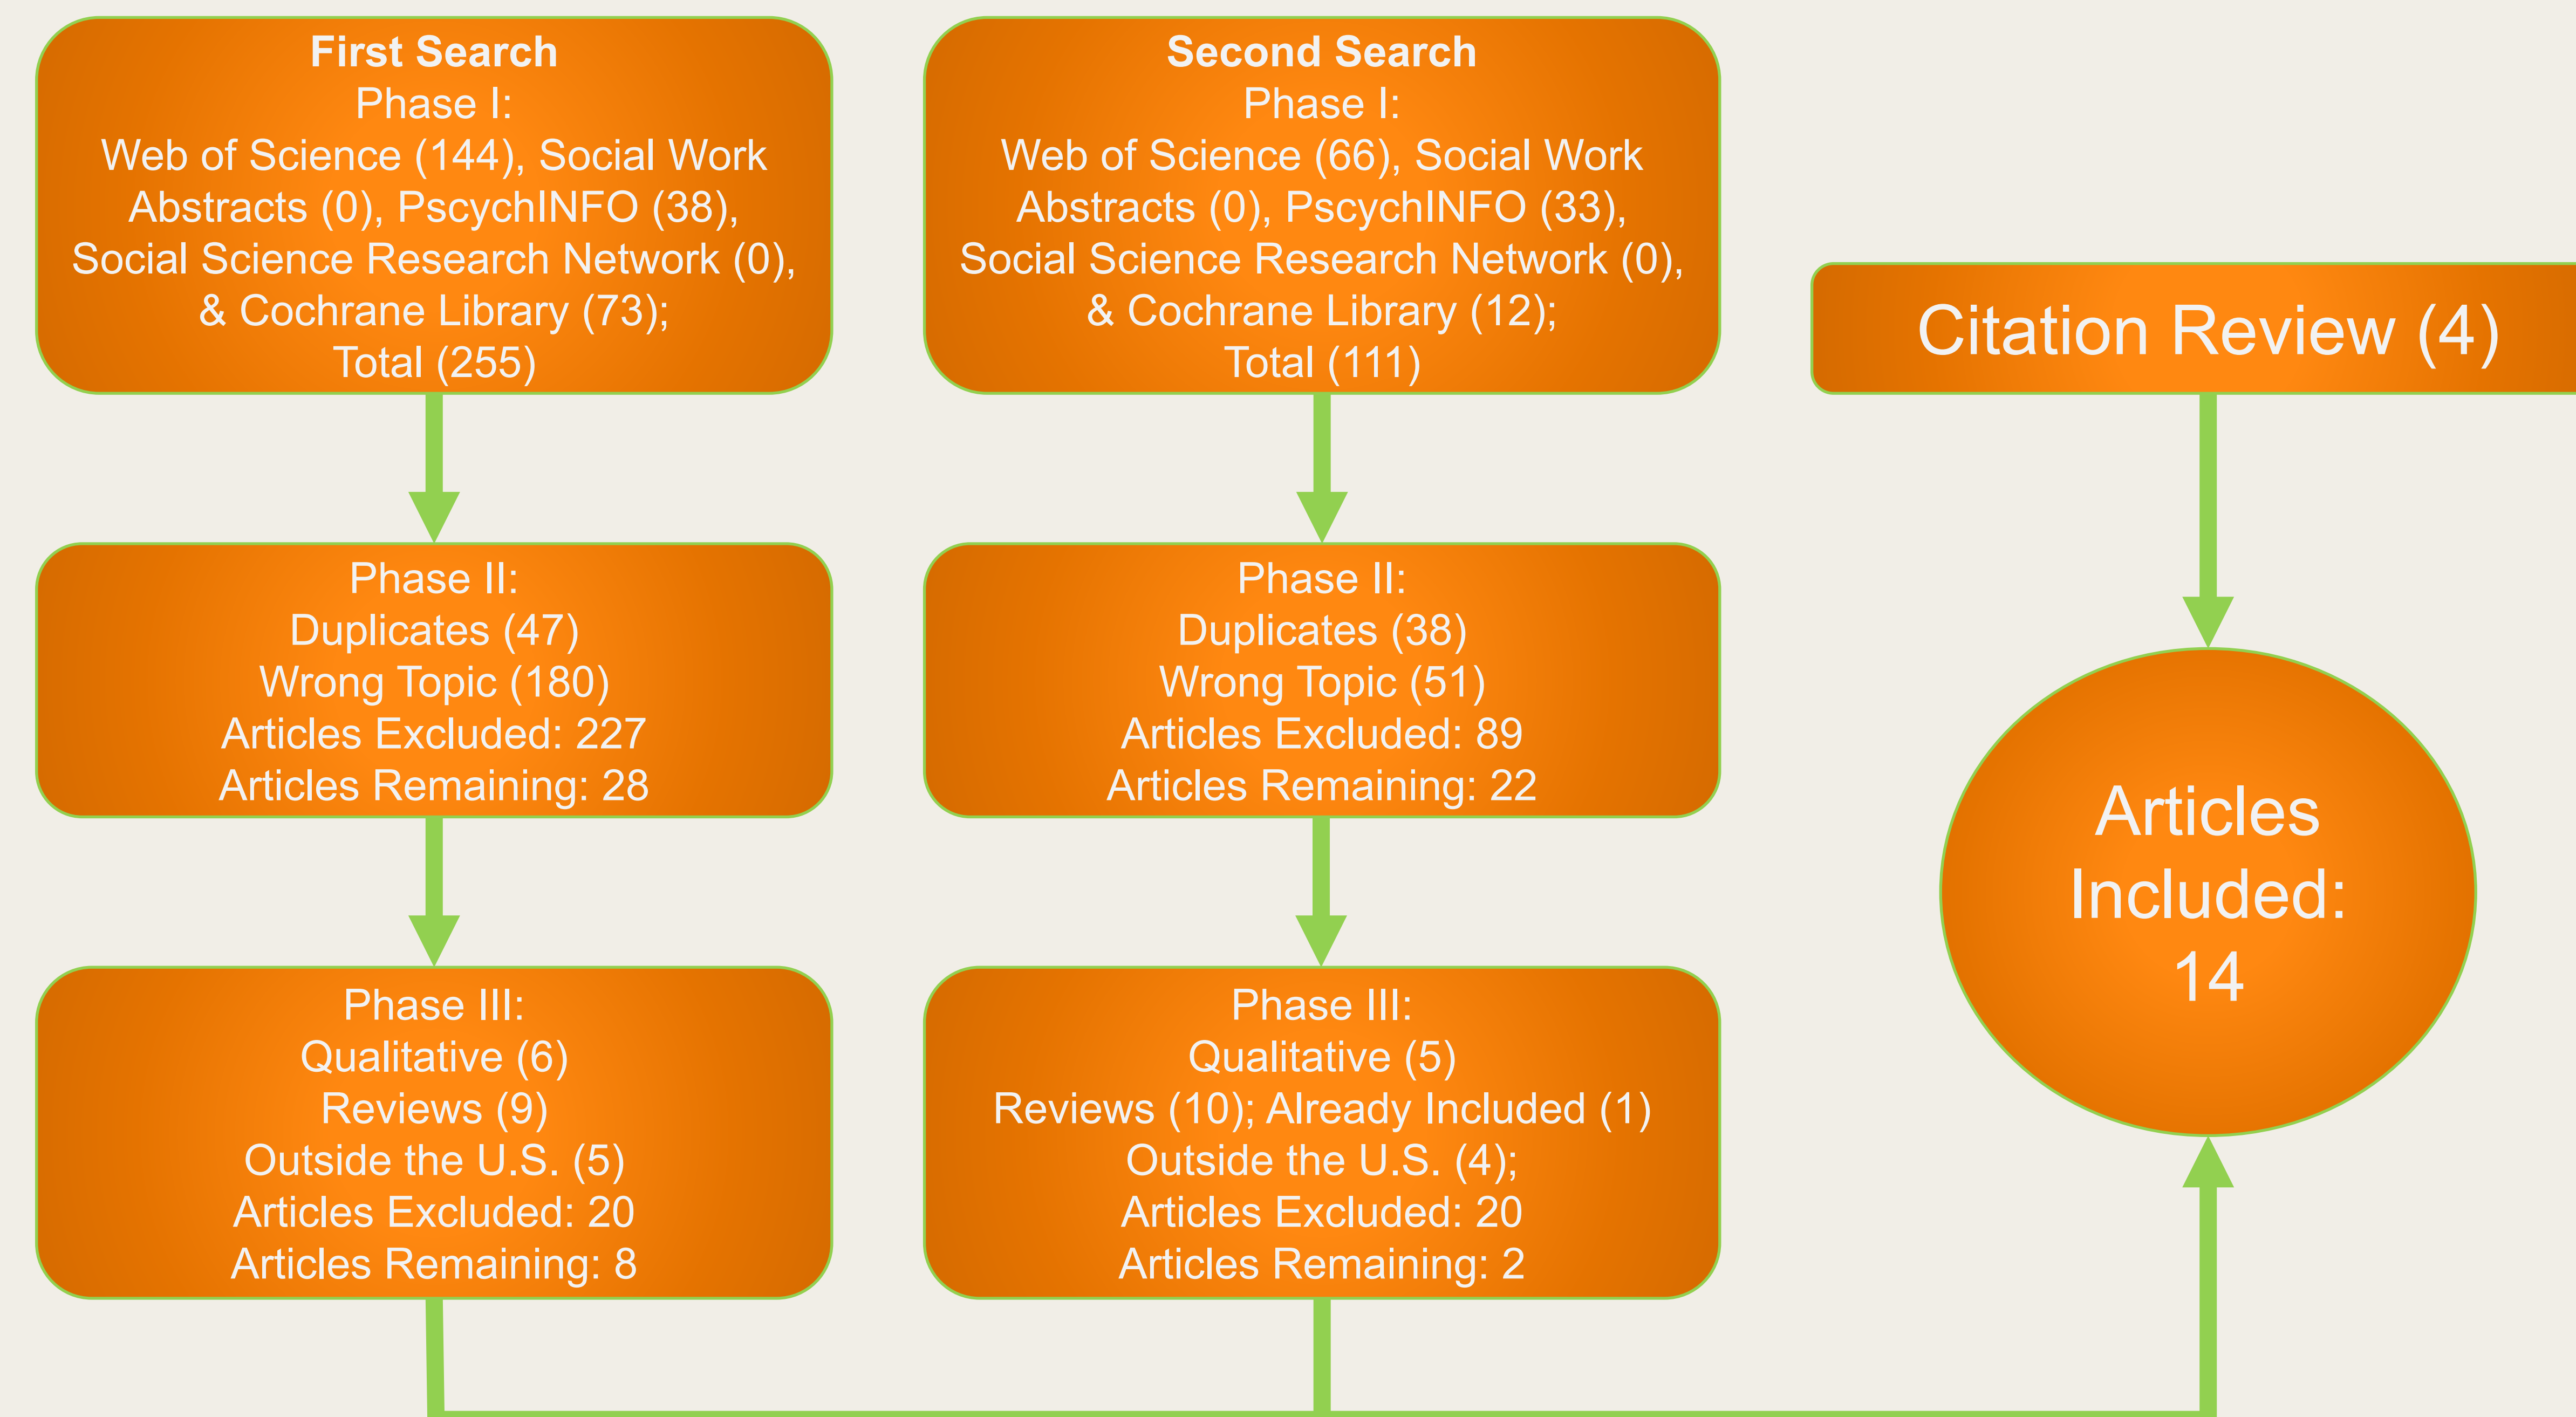 First Search
Phase I:
Web of Science (144), Social Work
Abstracts (0), PscychINFO (38),
Social Science Research Network (0),
& Cochrane Library (73);
Total (255)
Second Search
Phase I:
Web of Science (66), Social Work
Abstracts (0), PscychINFO (33),
Social Science Research Network (0),
& Cochrane Library (12);
Total (111)
Citation Review (4)
Phase II:
Duplicates (47)
Wrong Topic (180)
Articles Excluded: 227
Articles Remaining: 28
Phase II:
Duplicates (38)
Wrong Topic (51)
Articles Excluded: 89
Articles Remaining: 22
Articles
Included:
14
Phase III:
Qualitative (6)
Reviews (9)
Outside the U.S. (5)
Articles Excluded: 20
Articles Remaining: 8
Phase III:
Qualitative (5)
Reviews (10); Already Included (1)
Outside the U.S. (4);
Articles Excluded: 20
Articles Remaining: 2